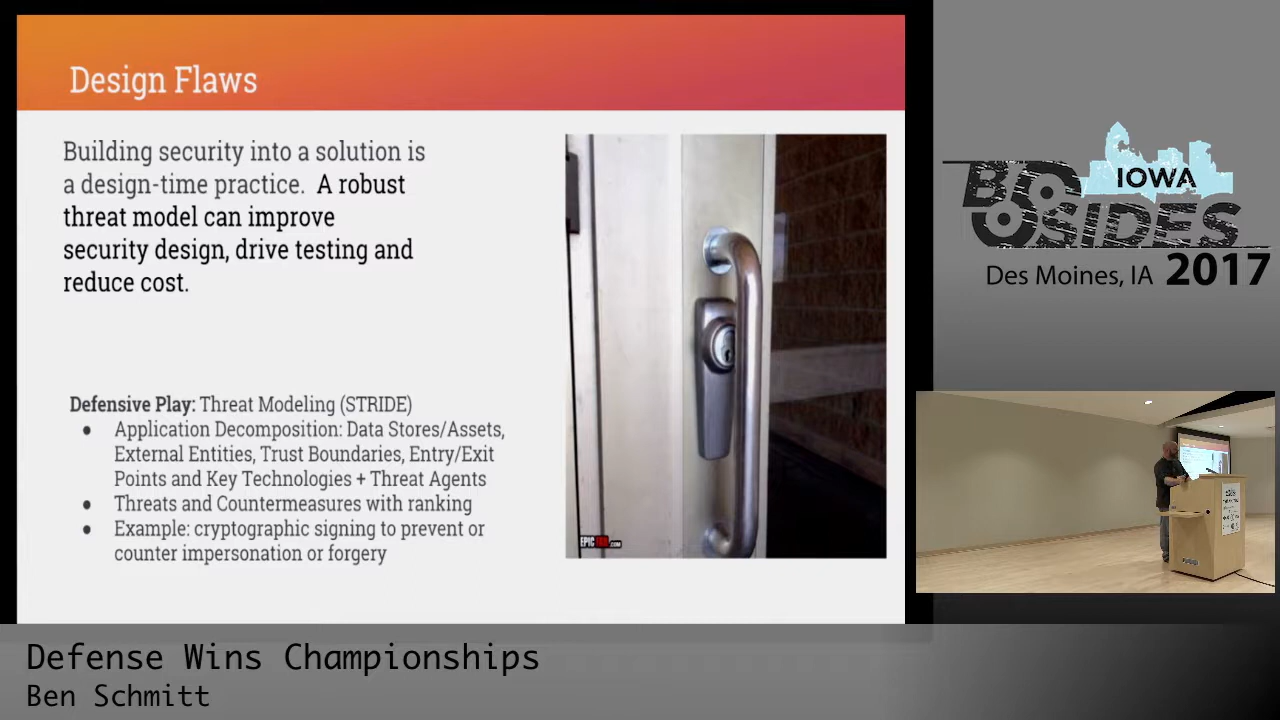 Design Flaws
Building security into a solution is
a design-time practice. A robust
threat model can improve
security design, drive testing and
reduce cost.
Defensive Play: Threat Modeling (STRIDE)
● Application Decomposition: Data Stores/Assets,
External Entities, Trust Boundaries, Entry/Exit
Points and Key Technologies + Threat Agents
● Threats and Countermeasures with ranking
● Example: cryptographic signing to prevent or
counter impersonation or forgery
IOWA
BSIDES
Des Moines, IA 2017
Defense Wins Championships
Ben Schmitt